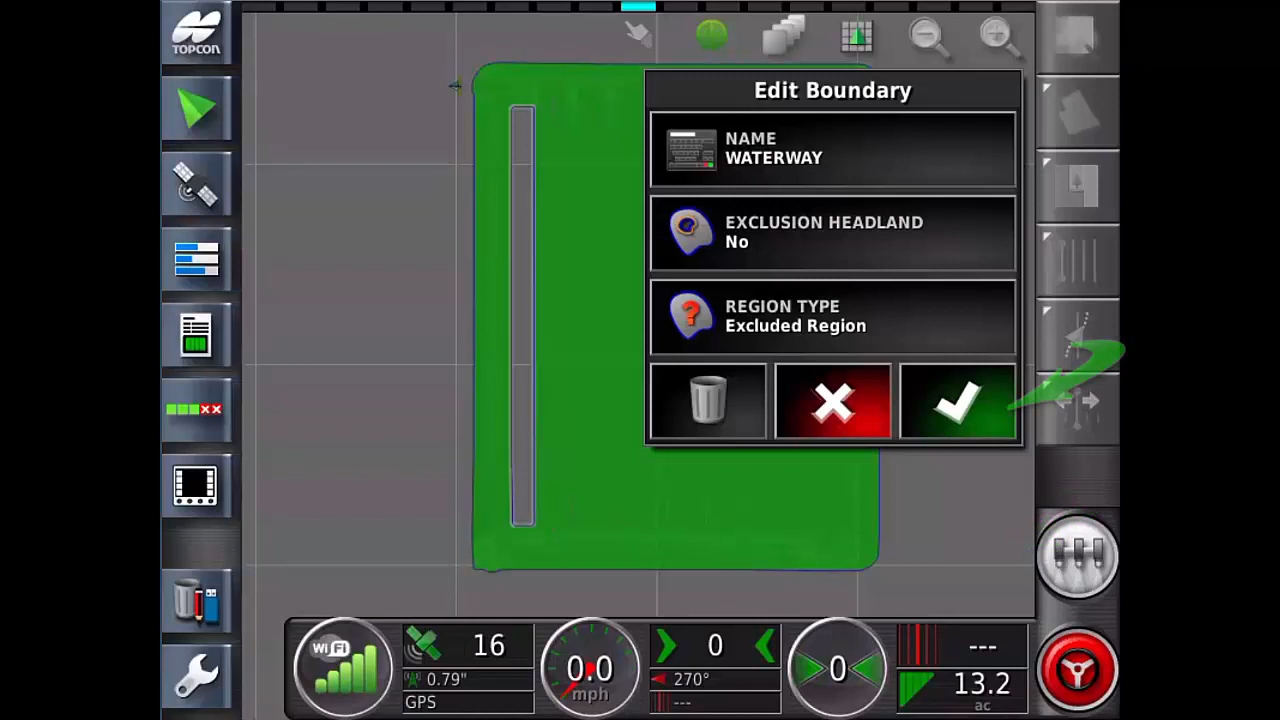 TOPCON
Edit Boundary
NAME
WATERWAY
EXCLUSION HEADLAND
No
?
REGION TYPE
Excluded Region
WiFi
16
0.79"
GPS
0.0
mph
0
270°
---
0
---
13.2
ac